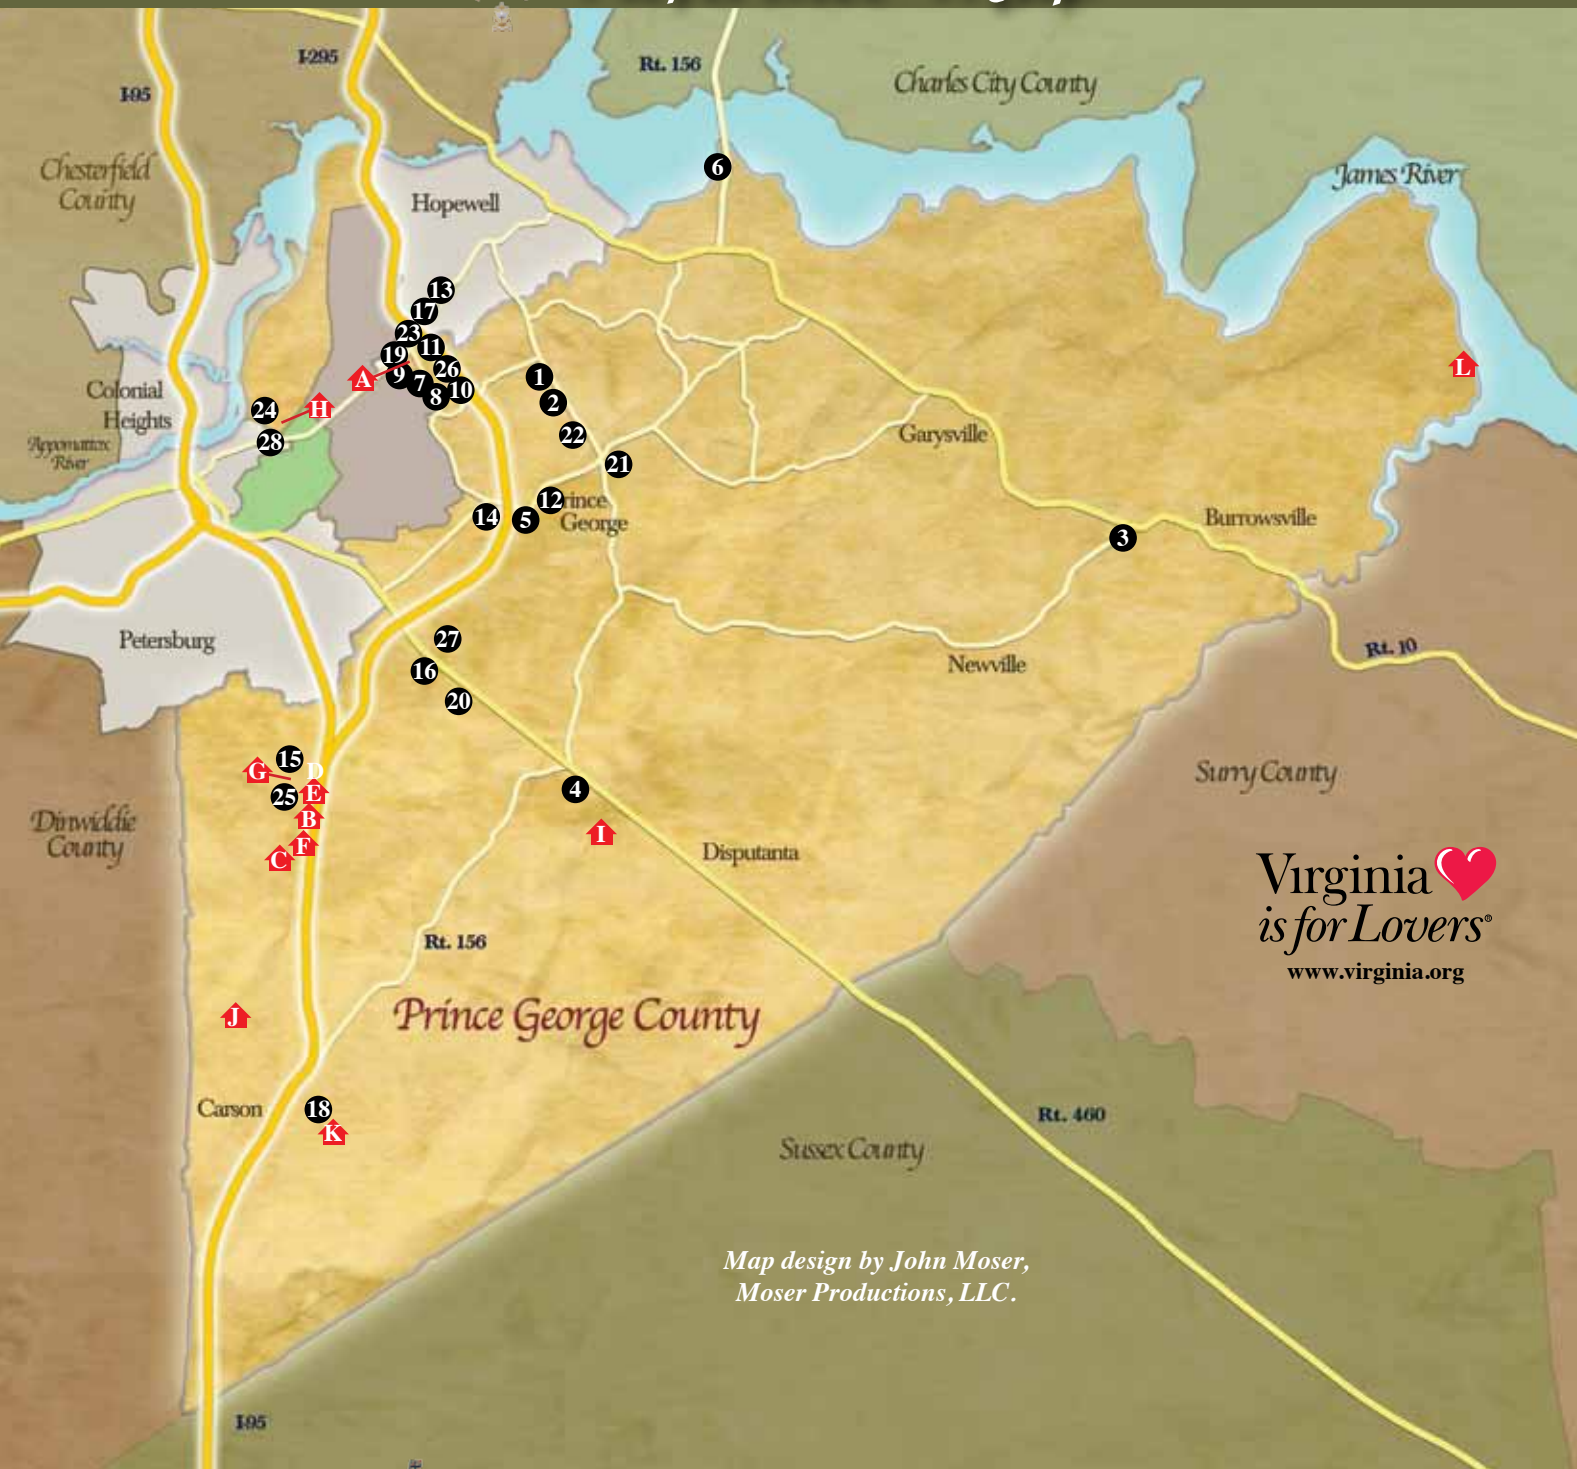 I-295
Rt. 156
Charles City County
I-95
6
Chesterfield
County
James River
Hopewell
13
17
23
11
19
A
9
7
26
8
10
1
L
Colonial
Heights
24
H
2
28
Appomattox
River
22
Garysville
21
12
rince
George
14
5
3
Burrowsville
Petersburg
27
16
Newville
Rt. 10
20
15
G
D
25
E
B
F
C
4
I
Surry County
Dinwiddie
County
Disputanta
Virginia
is for Lovers®
www.virginia.org
Rt. 156
J
Prince George County
Carson
18
K
Rt. 460
Sussex County
Map design by John Moser,
Moser Productions, LLC.
I-95